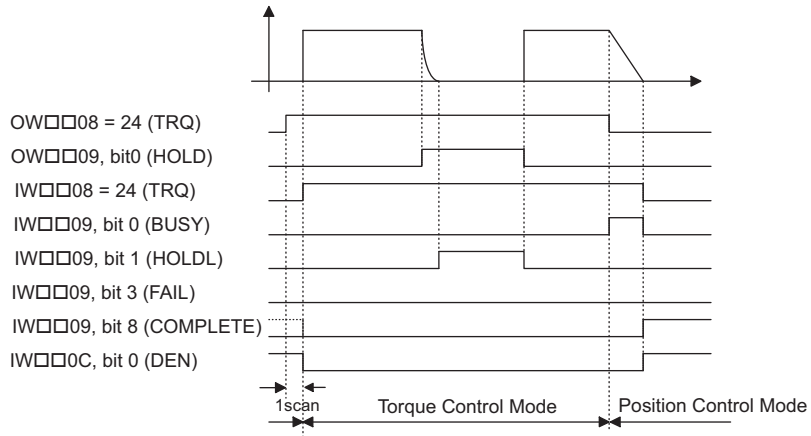 OW□□08 = 24 (TRQ)
OW□□09, bit0 (HOLD)
IW□□08 = 24 (TRQ)
IW□□09, bit 0 (BUSY)
IW□□09, bit 1 (HOLDL)
IW□□09, bit 3 (FAIL)
IW□□09, bit 8 (COMPLETE)
IW□□0C, bit 0 (DEN)
1scan
Torque Control Mode
Position Control Mode